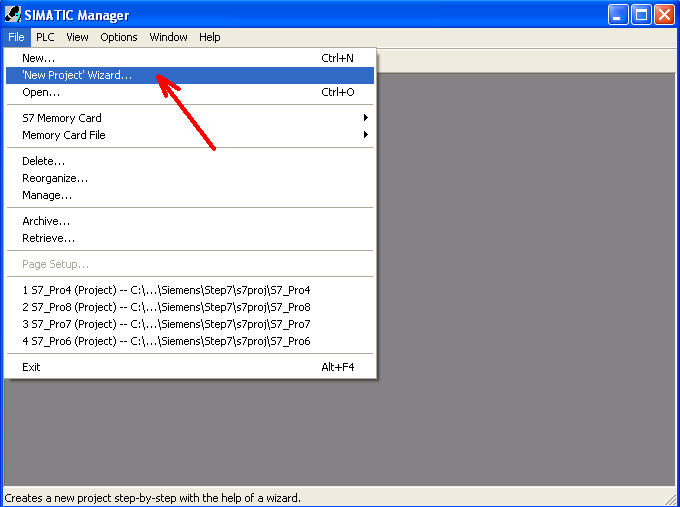 SIMATIC Manager
File PLC View Options Window Help
New... Ctrl+N
'New Project' Wizard...
Open... Ctrl+O
S7 Memory Card
Memory Card File
Delete...
Reorganize...
Manage...
Archive...
Retrieve...
Page Setup...
1 S7_Pro4 (Project) -- C:\...\Siemens\Step7\s7proj\S7_Pro4
2 S7_Pro8 (Project) -- C:\...\Siemens\Step7\s7proj\S7_Pro8
3 S7_Pro7 (Project) -- C:\...\Siemens\Step7\s7proj\S7_Pro7
4 S7_Pro6 (Project) -- C:\...\Siemens\Step7\s7proj\S7_Pro6
Exit Alt+F4
Creates a new project step-by-step with the help of a wizard.